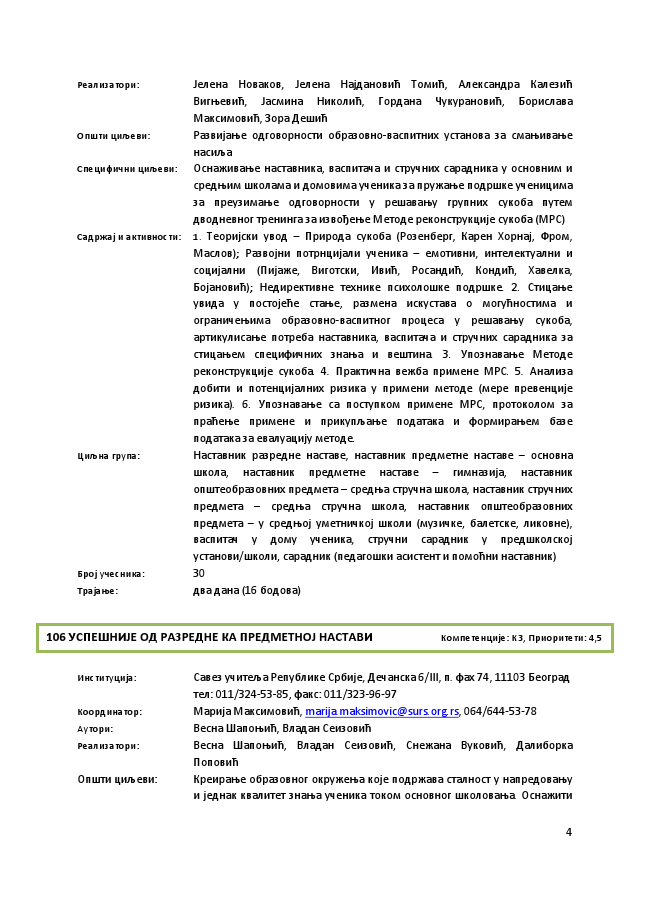 Реализатори: Јелена Новаков, Јелена Најдановић Томић, Александра Калезић
Вигњевић, Јасмина Николић, Гордана Чукурановић, Борислава
Максимовић, Зора Дешић
Општи циљеви: Развијање одговорности образовно-васпитних установа за смањивање
насиља
Специфични циљеви: Оснаживање наставника, васпитача и стручних сарадника у основним и
средњим школама и домовима ученика за пружање подршке ученицима
за преузимање одговорности у решавању групних сукоба путем
дводневног тренинга за извођење Методе реконструкције сукоба (МРС)
Садржај и активности: 1. Теоријски увод – Природа сукоба (Розенберг, Карен Хорнај, Фром,
Маслов); Развојни потрнцијали ученика – емотивни, интелектуални и
социјални (Пијаже, Виготски, Ивић, Росандић, Кондић, Хавелка,
Бојановић); Недирективне технике психолошке подршке. 2. Стицање
увида у постојеће стање, размена искустава о могућностима и
ограничењима образовно-васпитног процеса у решавању сукоба,
артикулисање потреба наставника, васпитача и стручних сарадника за
стицањем специфичних знања и вештина. 3. Упознавање Методе
реконструкције сукоба. 4. Практична вежба примене МРС. 5. Анализа
добити и потенцијалних ризика у примени методе (мере превенције
ризика). 6. Упознавање са поступком примене МРС, протоколом за
праћење примене и прикупљање података и формирањем базе
података за евалуацију методе.
Циљна група: Наставник разредне наставе, наставник предметне наставе – основна
школа, наставник предметне наставе – гимназија, наставник
општеобразовних предмета – средња стручна школа, наставник стручних
предмета – средња стручна школа, наставник општеобразовних
предмета – у средњој уметничкој школи (музичке, балетске, ликовне),
васпитач у дому ученика, стручни сарадник у предшколској
установи/школи, сарадник (педагошки асистент и помоћни наставник)
Број учесника: 30
Трајање: два дана (16 бодова)
106 УСПЕШНИЈЕ ОД РАЗРЕДНЕ КА ПРЕДМЕТНОЈ НАСТАВИ Компетенције: К3, Приоритети: 4,5
Институција: Савез учитеља Републике Србије, Дечанска 6/III, п. фах 74, 11103 Београд
тел: 011/324-53-85, факс: 011/323-96-97
Координатор: Марија Максимовић, marija.maksimovic@surs.org.rs, 064/644-53-78
Аутори: Весна Шапоњић, Владан Сеизовић
Реализатори: Весна Шапоњић, Владан Сеизовић, Снежана Вуковић, Далиборка
Поповић
Општи циљеви: Креирање образовног окружења које подржава сталност у напредовању
и једнак квалитет знања ученика током основног школовања. Оснажити
4